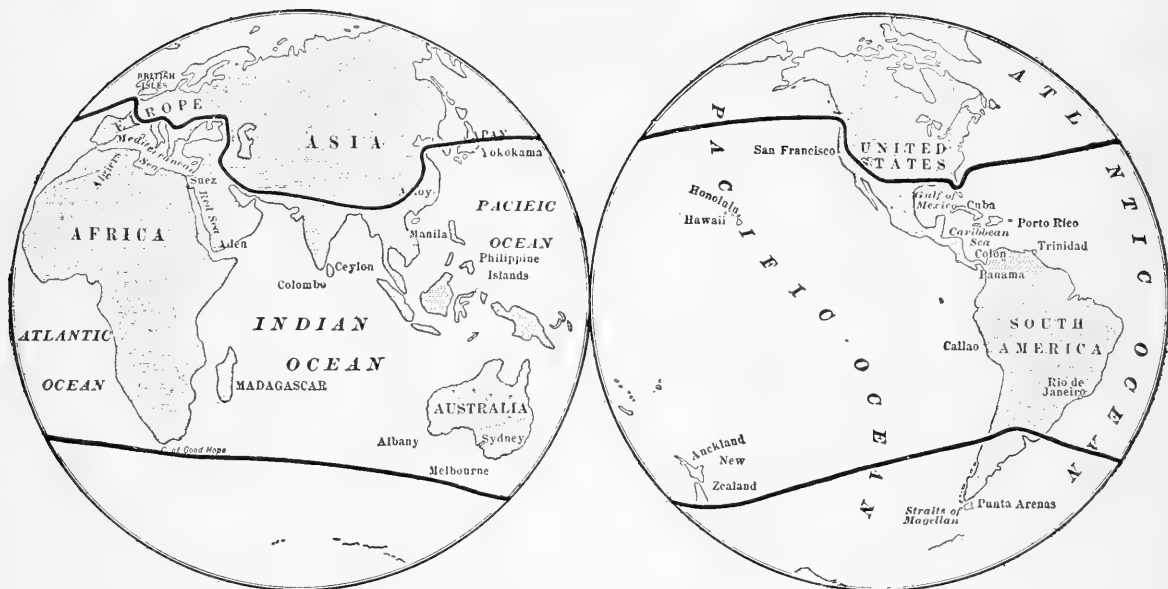 BRITISH
ISLES
EUROPE
Mediterranean
Sea
Algiers
Suez
Red Sea
Aden
AFRICA
ASIA
JAPAN
Yokokama
PACIEIC
OCEAN
Manila
Philippine
Islands
Ceylon
Colombo
INDIAN
OCEAN
ATLANTIC
OCEAN
MADAGASCAR
AUSTRALIA
Albany
Sydney
Melbourne
C. of Good Hope
PACIFIC OCEAN
ATLANTIC OCEAN
San Francisco
UNITED
STATES
Honolulu
Hawaii
Gulf of
Mexico
Cuba
Porto Rico
Caribbean
Sea
Colon
Trinidad
Panama
SOUTH
AMERICA
Callao
Rio de
Janeiro
Auckland
New
Zealand
Straits of
Magellan
Punta Arenas